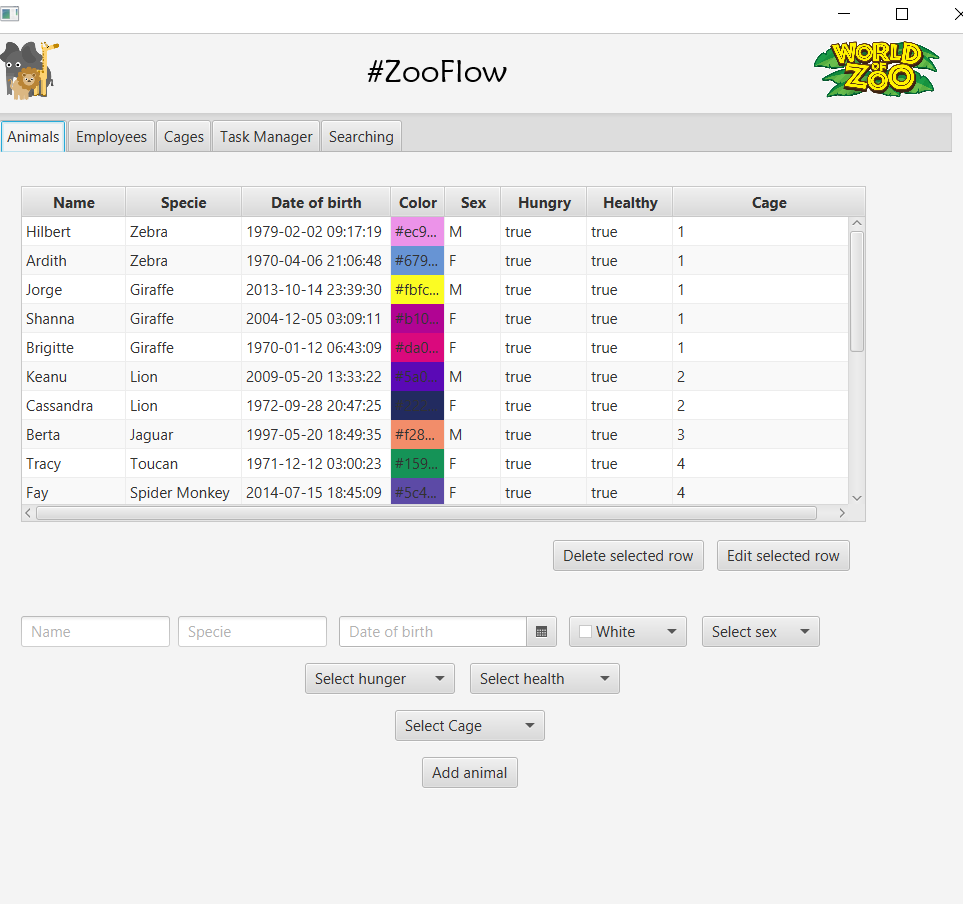 #ZooFlow
WORLD OF ZOO
Animals Employees Cages Task Manager Searching
Name Specie Date of birth Color Sex Hungry Healthy Cage
Hilbert Zebra 1979-02-02 09:17:19 #ec9... M true true 1
Ardith Zebra 1970-04-06 21:06:48 #679... F true true 1
Jorge Giraffe 2013-10-14 23:39:30 #fbfc... M true true 1
Shanna Giraffe 2004-12-05 03:09:11 #b10... F true true 1
Brigitte Giraffe 1970-01-12 06:43:09 #da0... F true true 1
Keanu Lion 2009-05-20 13:33:22 M true true 2
Cassandra Lion 1972-09-28 20:47:25 F true true 2
Berta Jaguar 1997-05-20 18:49:35 #f28... M true true 3
Tracy Toucan 1971-12-12 03:00:23 #159... F true true 4
Fay Spider Monkey 2014-07-15 18:45:09 #5c4... F true true 4
Delete selected row Edit selected row
Name Specie Date of birth White Select sex
Select hunger Select health
Select Cage
Add animal